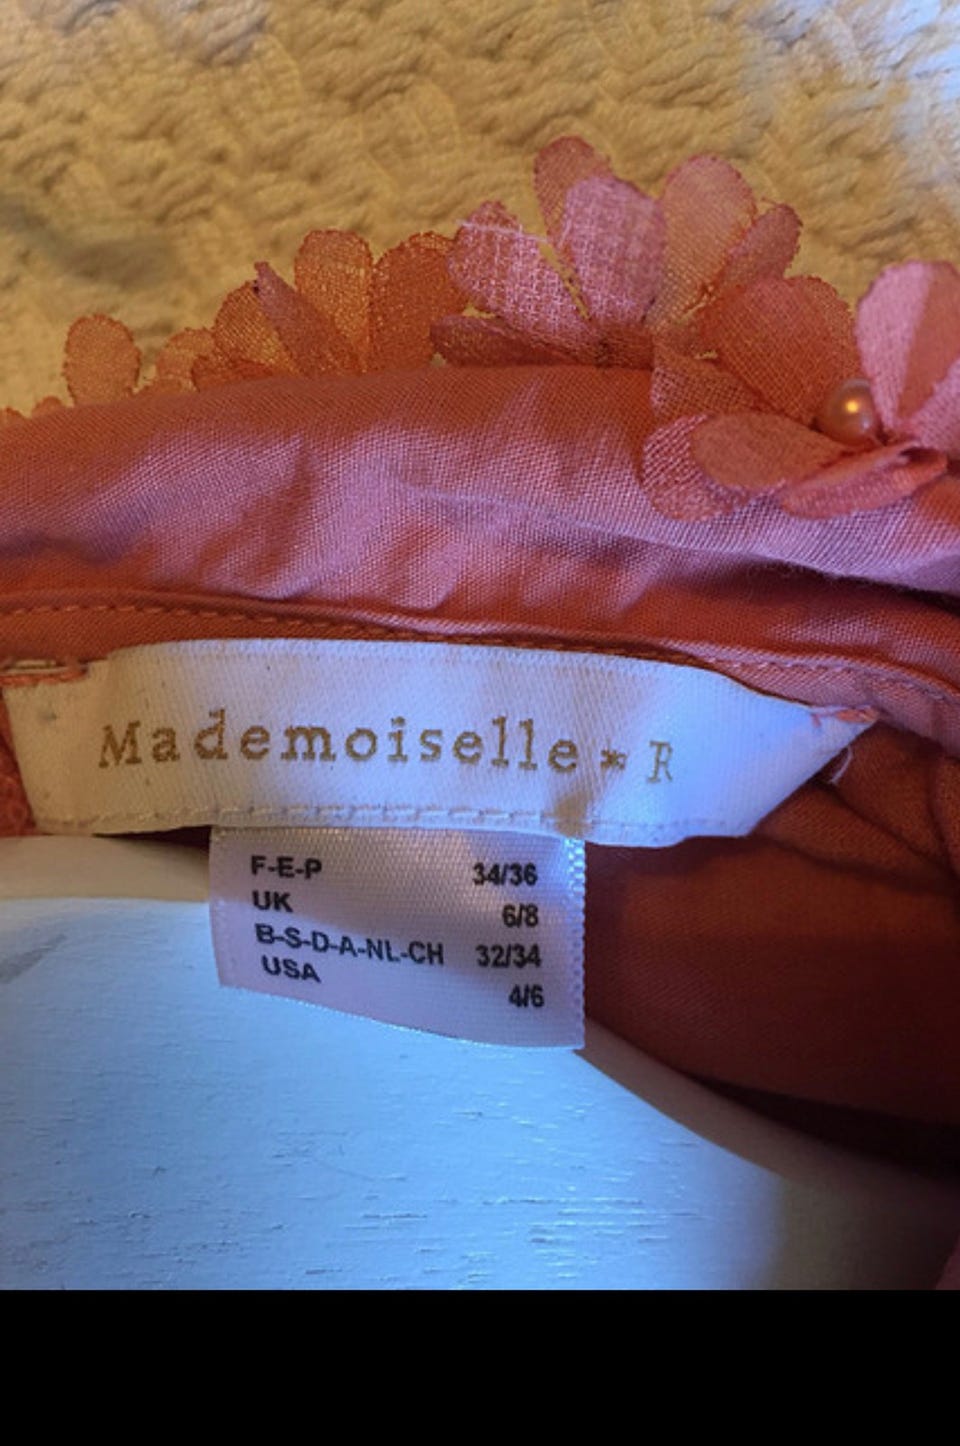 Mademoiselle * R
F-E-P 34/36
UK 6/8
B-S-D-A-NL-CH 32/34
USA 4/6